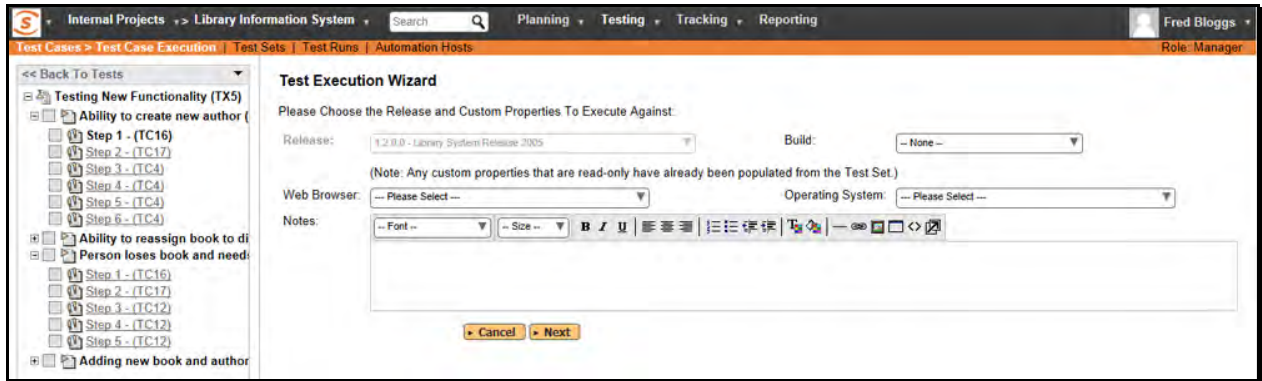 Internal Projects > Library Information System Search Planning Testing Tracking Reporting Fred Bloggs
Test Cases > Test Case Execution | Test Sets | Test Runs | Automation Hosts Role: Manager
<< Back To Tests
Testing New Functionality (TX5)
Ability to create new author (
Step 1 - (TC16)
Step 2 - (TC17)
Step 3 - (TC4)
Step 4 - (TC4)
Step 5 - (TC4)
Step 6 - (TC4)
Ability to reassign book to di
Person loses book and needs
Step 1 - (TC16)
Step 2 - (TC17)
Step 3 - (TC12)
Step 4 - (TC12)
Step 5 - (TC12)
Adding new book and author
Test Execution Wizard
Please Choose the Release and Custom Properties To Execute Against:
Release: 1.2.0.0 - Library System Release 2005 Build: -- None --
(Note: Any custom properties that are read-only have already been populated from the Test Set.)
Web Browser: --- Please Select --- Operating System: --- Please Select ---
Notes: -- Font -- -- Size -- B I U
Cancel Next